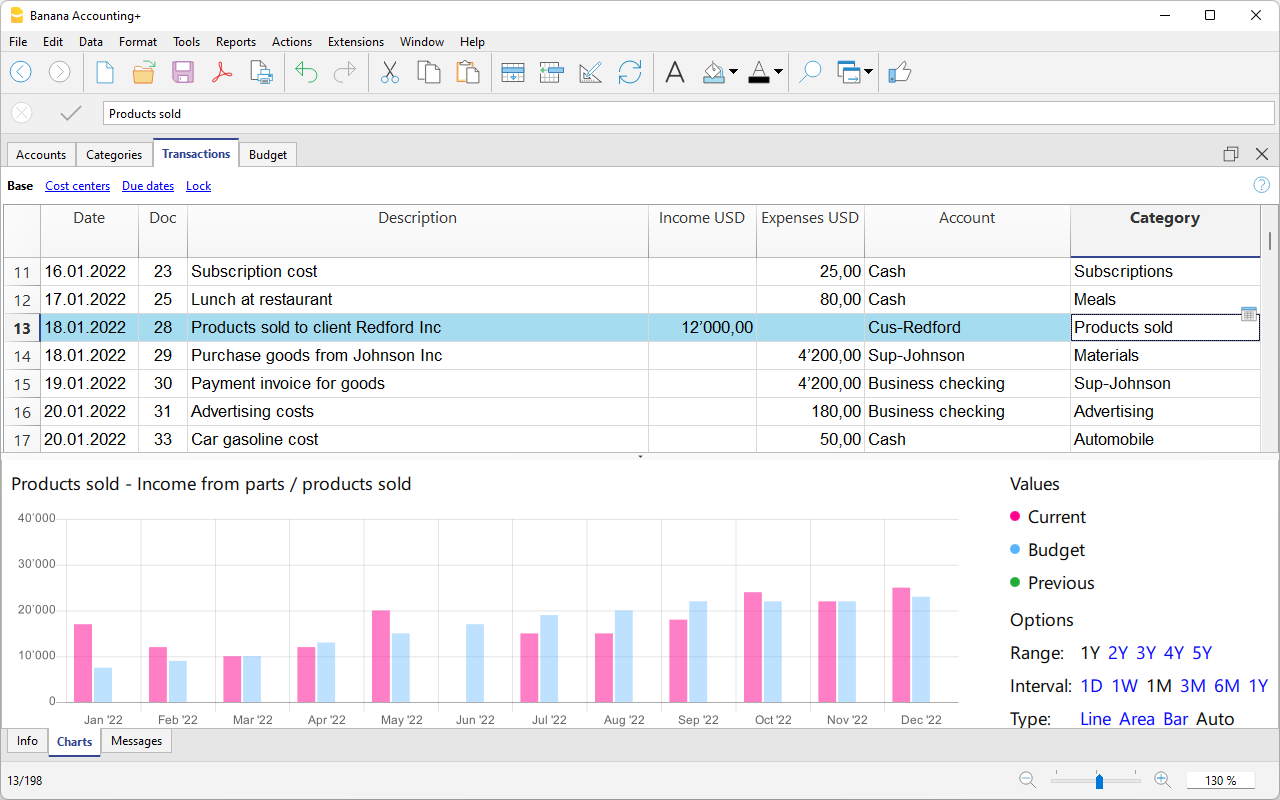 Banana Accounting+
File Edit Data Format Tools Reports Actions Extensions Window Help
Products sold
Accounts Categories Transactions Budget
Base Cost centers Due dates Lock
Date Doc Description Income USD Expenses USD Account Category
11 16.01.2022 23 Subscription cost 25,00 Cash Subscriptions
12 17.01.2022 25 Lunch at restaurant 80,00 Cash Meals
13 18.01.2022 28 Products sold to client Redford Inc 12’000,00 Cus-Redford Products sold
14 18.01.2022 29 Purchase goods from Johnson Inc 4’200,00 Sup-Johnson Materials
15 19.01.2022 30 Payment invoice for goods 4’200,00 Business checking Sup-Johnson
16 20.01.2022 31 Advertising costs 180,00 Business checking Advertising
17 20.01.2022 33 Car gasoline cost 50,00 Cash Automobile
Products sold - Income from parts / products sold
40’000
30’000
20’000
10’000
0
Jan '22 Feb '22 Mar '22 Apr '22 May '22 Jun '22 Jul '22 Aug '22 Sep '22 Oct '22 Nov '22 Dec '22
Values
Current
Budget
Previous
Options
Range: 1Y 2Y 3Y 4Y 5Y
Interval: 1D 1W 1M 3M 6M 1Y
Type: Line Area Bar Auto
Info Charts Messages
13/198
130 %